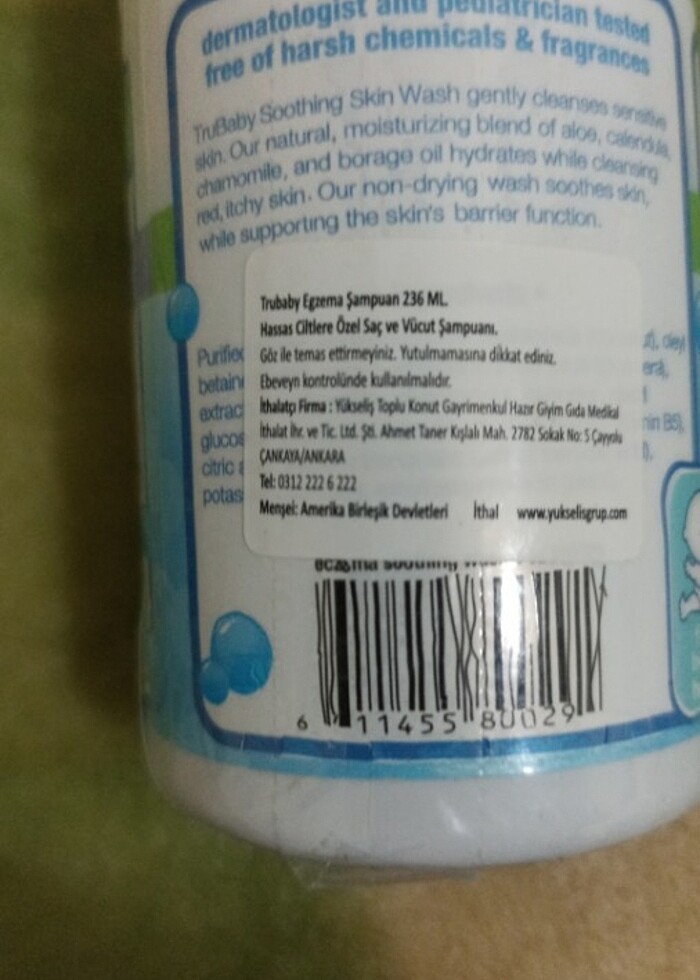 dermatologist and pediatrician tested
free of harsh chemicals & fragrances
TruBaby Soothing Skin Wash gently cleanses sensitive
skin. Our natural, moisturizing blend of aloe, calendula,
chamomile, and borage oil hydrates while cleansing
red, itchy skin. Our non-drying wash soothes skin,
while supporting the skin's barrier function.
Trubaby Egzema Şampuan 236 ML.
Hassas Ciltlere Özel Saç ve Vücut Şampuanı.
Göz ile temas ettirmeyiniz. Yutulmamasına dikkat ediniz.
Ebeveyn kontrolünde kullanılmalıdır.
İthalatçı Firma : Yükseliş Toplu Konut Gayrimenkul Hazır Giyim Gıda Medikal
İthalat İhr. ve Tic. Ltd. Şti. Ahmet Taner Kışlalı Mah. 2782 Sokak No: 5 Çayyolu
ÇANKAYA/ANKARA
Tel: 0312 222 6 222
Menşei: Amerika Birleşik Devletleri İthal www.yukselisgrup.com
eczema soothing
6 11455 80029